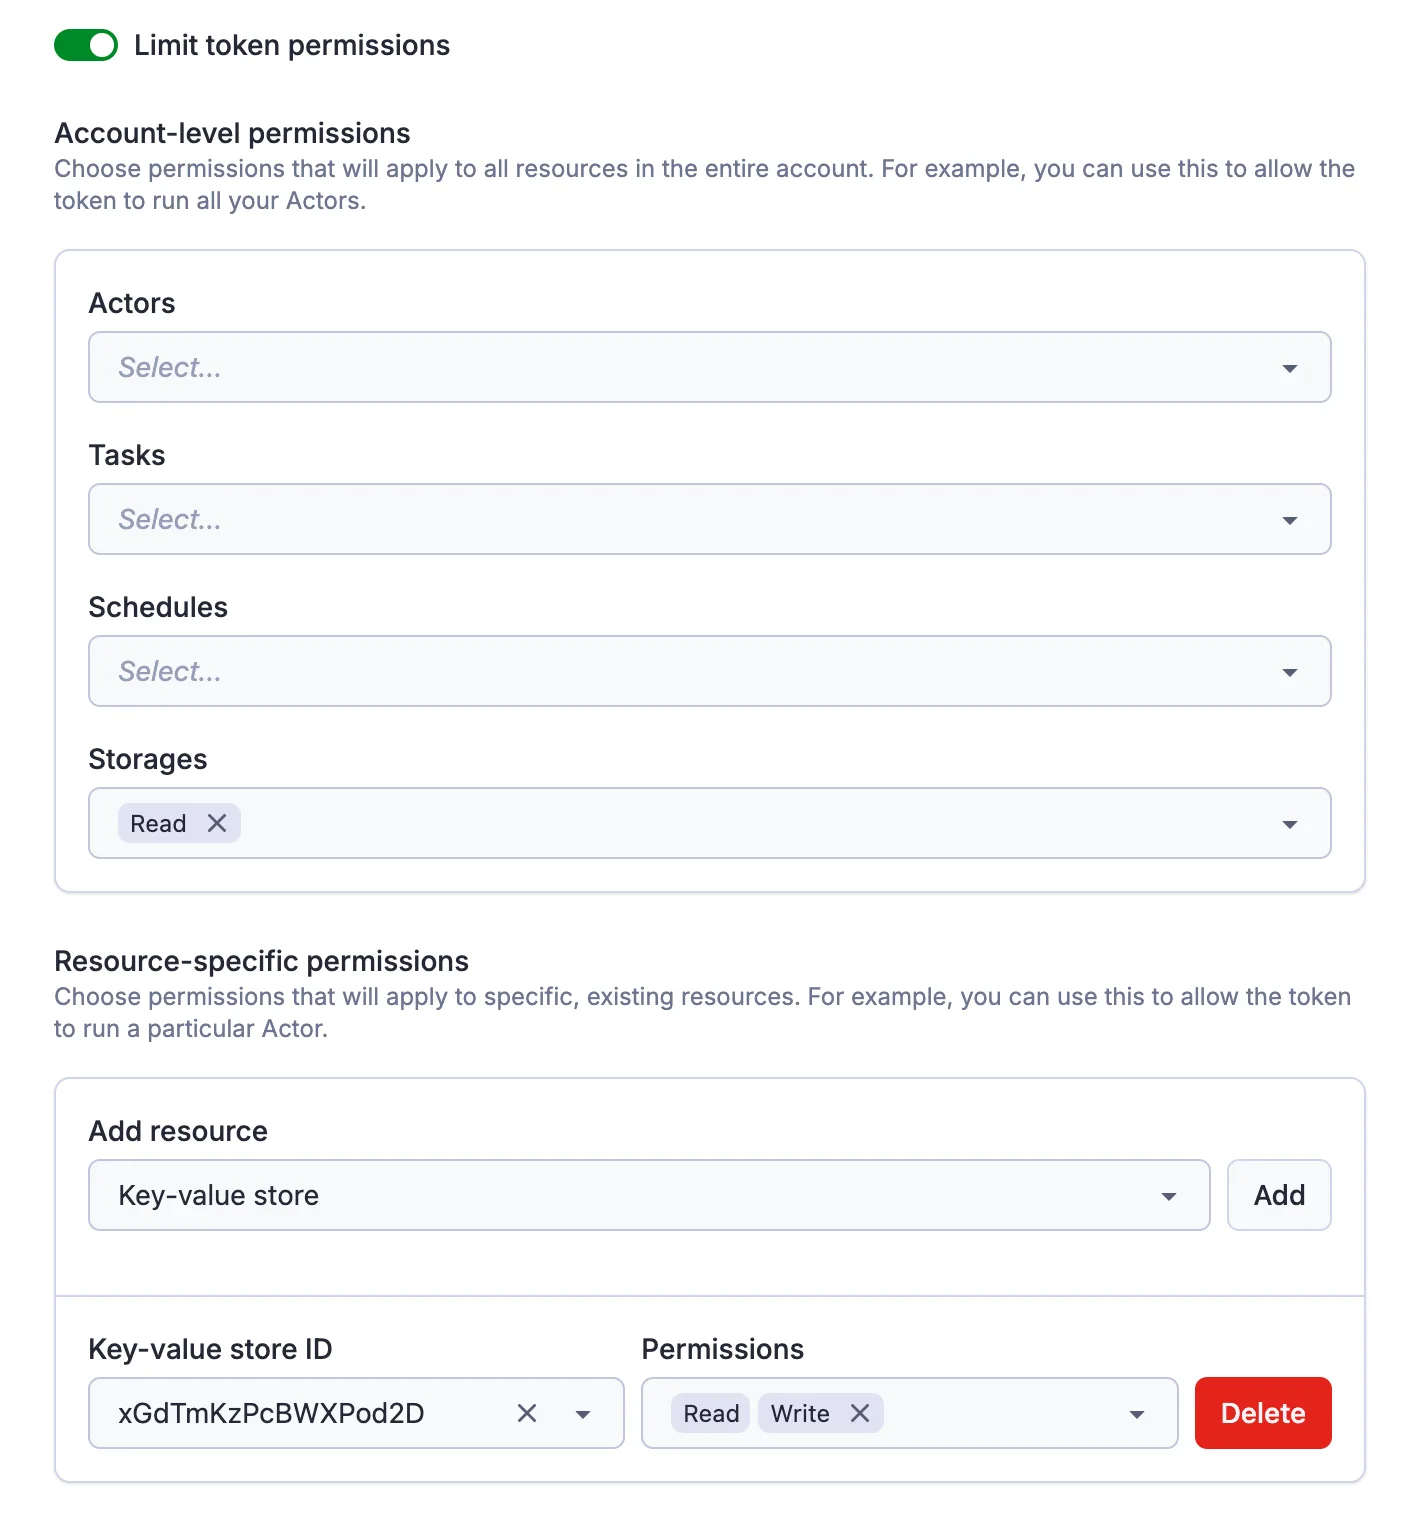 Limit token permissions
Account-level permissions
Choose permissions that will apply to all resources in the entire account. For example, you can use this to allow the
token to run all your Actors.
Actors
Select...
Tasks
Select...
Schedules
Select...
Storages
Read
Resource-specific permissions
Choose permissions that will apply to specific, existing resources. For example, you can use this to allow the token
to run a particular Actor.
Add resource
Key-value store Add
Key-value store ID Permissions
xGdTmKzPcBWXPod2D Read Write Delete